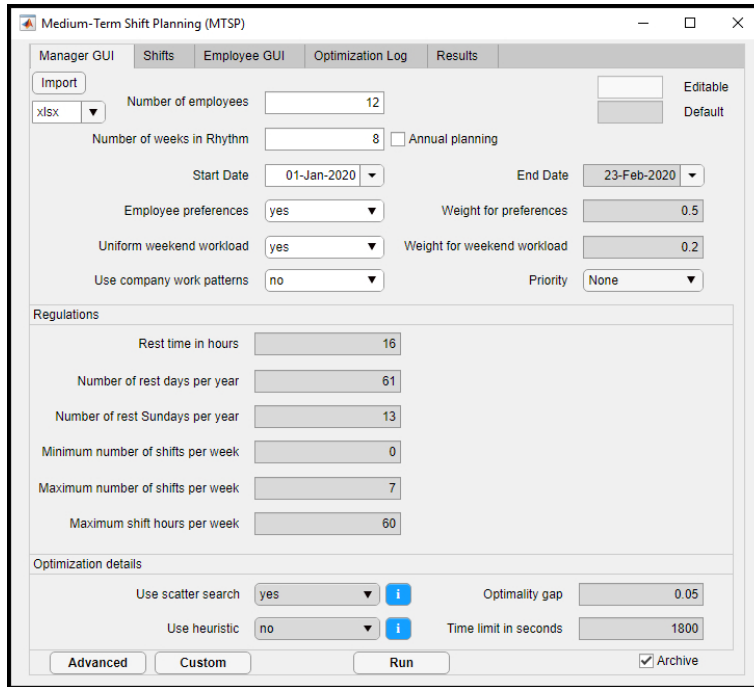 Medium-Term Shift Planning (MTSP)
Manager GUI Shifts Employee GUI Optimization Log Results
Import
Editable
xlsx Number of employees 12
Default
Number of weeks in Rhythm 8 Annual planning
Start Date 01-Jan-2020 End Date 23-Feb-2020
Employee preferences yes Weight for preferences 0.5
Uniform weekend workload yes Weight for weekend workload 0.2
Use company work patterns no Priority None
Regulations
Rest time in hours 16
Number of rest days per year 61
Number of rest Sundays per year 13
Minimum number of shifts per week 0
Maximum number of shifts per week 7
Maximum shift hours per week 60
Optimization details
Use scatter search yes i Optimality gap 0.05
Use heuristic no i Time limit in seconds 1800
Advanced Custom Run Archive